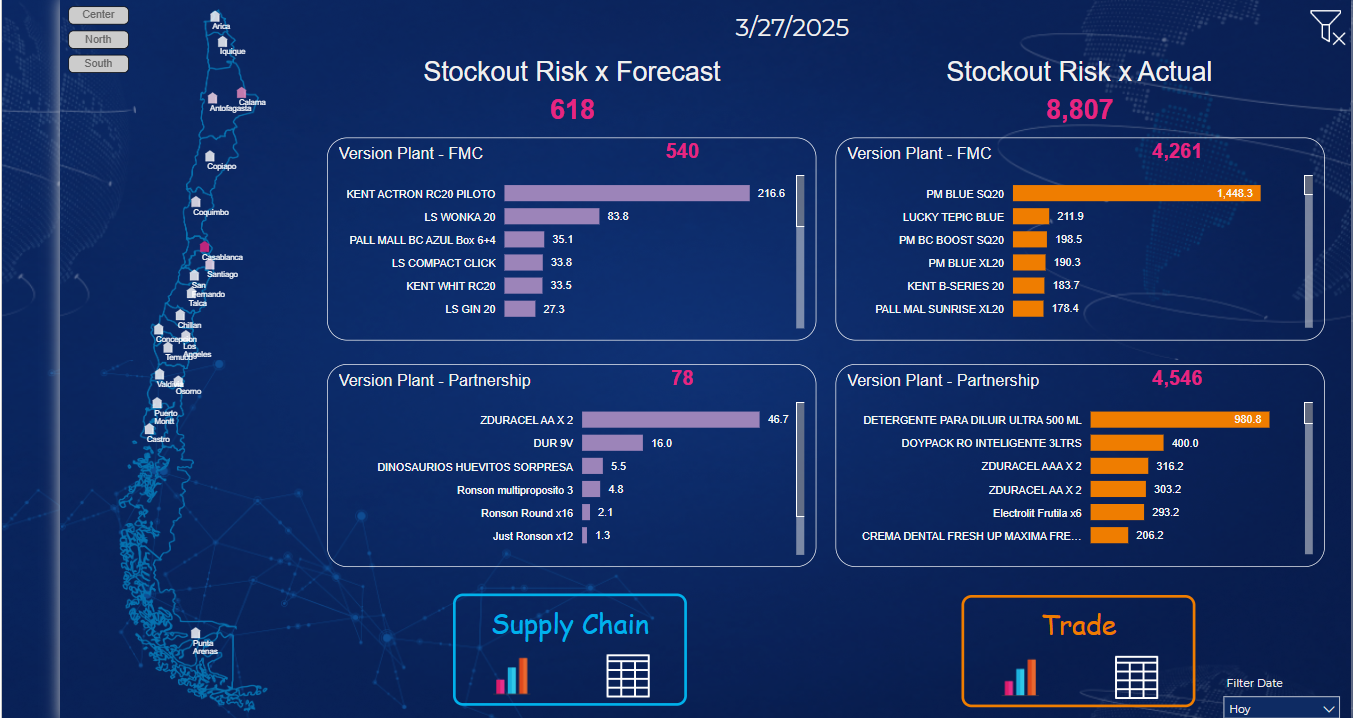 Center
North
South
Arica
Iquique
Calama
Antofagasta
Copiapo
Coquimbo
Casablanca
Santiago
San
Fernando
Talca
Chillan
Concepcion
Los
Angeles
Temuco
Valdivia
Osorno
Puerto
Montt
Castro
Punta
Arenas
3/27/2025
Stockout Risk x Forecast
618
Version Plant - FMC 540
KENT ACTRON RC20 PILOTO 216.6
LS WONKA 20 83.8
PALL MALL BC AZUL Box 6+4 35.1
LS COMPACT CLICK 33.8
KENT WHIT RC20 33.5
LS GIN 20 27.3
Version Plant - Partnership 78
ZDURACEL AA X 2 46.7
DUR 9V 16.0
DINOSAURIOS HUEVITOS SORPRESA 5.5
Ronson multiproposito 3 4.8
Ronson Round x16 2.1
Just Ronson x12 1.3
Supply Chain
Stockout Risk x Actual
8,807
Version Plant - FMC 4,261
PM BLUE SQ20 1,448.3
LUCKY TEPIC BLUE 211.9
PM BC BOOST SQ20 198.5
PM BLUE XL20 190.3
KENT B-SERIES 20 183.7
PALL MAL SUNRISE XL20 178.4
Version Plant - Partnership 4,546
DETERGENTE PARA DILUIR ULTRA 500 ML 980.8
DOYPACK RO INTELIGENTE 3LTRS 400.0
ZDURACEL AAA X 2 316.2
ZDURACEL AA X 2 303.2
Electrolit Frutila x6 293.2
CREMA DENTAL FRESH UP MAXIMA FRE... 206.2
Trade
Filter Date
Hoy